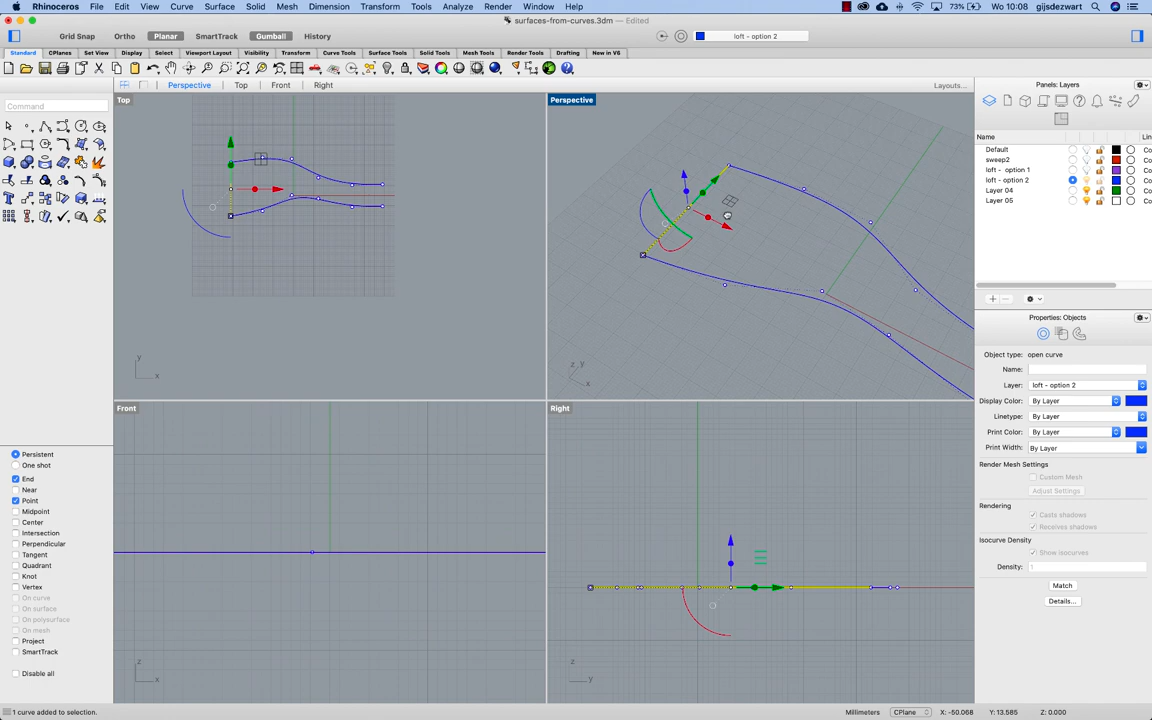 Rhinoceros File Edit View Curve Surface Solid Mesh Dimension Transform Tools Analyze Render Window Help 73% Wo 10:08 gijsdezwart
surfaces-from-curves.3dm — Edited
Grid Snap Ortho Planar SmartTrack Gumball History loft - option 2
Standard CPlanes Set View Display Select Viewport Layout Visibility Transform Curve Tools Surface Tools Solid Tools Mesh Tools Render Tools Drafting New in V6
Perspective Top Front Right Layouts... Panels: Layers
Command
Top
Perspective
Front
Right
y
x
z y
x
z
x
z
y
Name
Default
sweep2
loft - option 1
loft - option 2
Layer 04
Layer 05
Co
Co
Co
Co
Co
Co
Properties: Objects
Object type: open curve
Name:
Layer: loft - option 2
Display Color: By Layer
Linetype: By Layer
Print Color: By Layer
Print Width: By Layer
Render Mesh Settings
Custom Mesh
Adjust Settings
Rendering
Casts shadows
Receives shadows
Isocurve Density
Show isocurves
Density: 1
Match
Details...
Persistent
One shot
End
Near
Point
Midpoint
Center
Intersection
Perpendicular
Tangent
Quadrant
Knot
Vertex
On curve
On surface
On polysurface
On mesh
Project
SmartTrack
Disable all
1 curve added to selection.
Millimeters CPlane X: -50.068 Y: 13.585 Z: 0.000